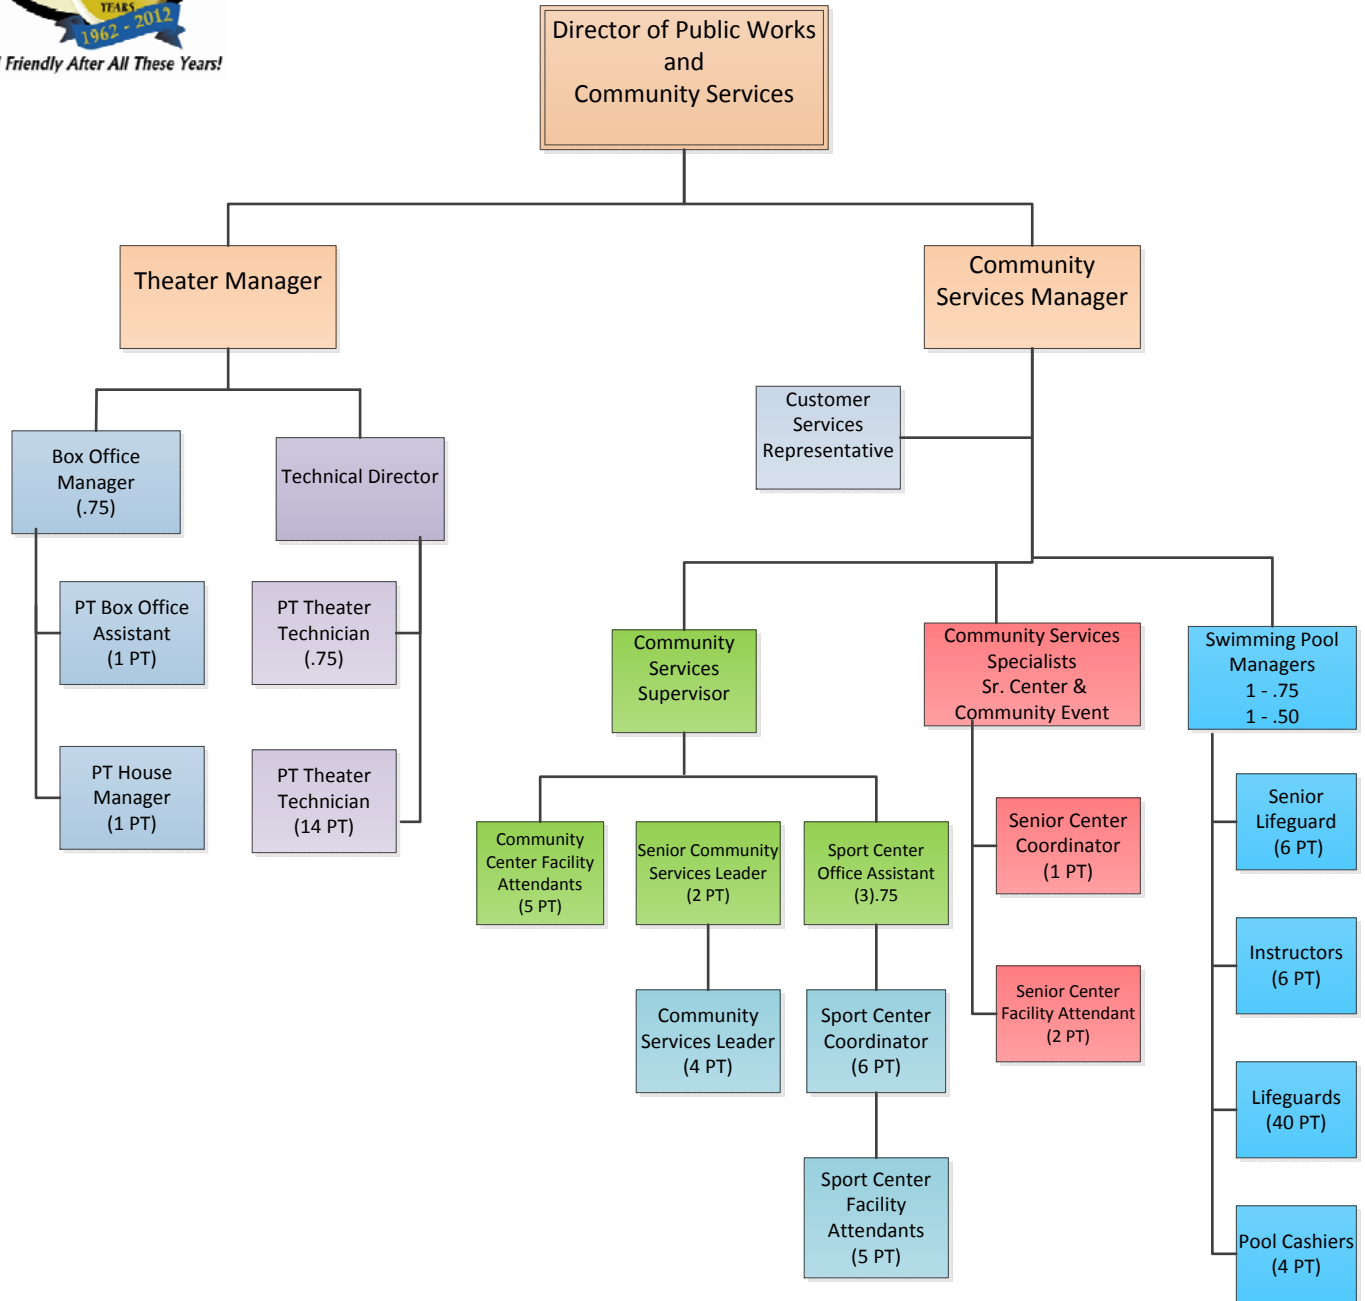 YEARS
1962 - 2012
Friendly After All These Years!
Director of Public Works
and
Community Services
Theater Manager
Community
Services Manager
Customer
Services
Representative
Box Office
Manager
(.75)
Technical Director
PT Box Office
Assistant
(1 PT)
PT Theater
Technician
(.75)
PT House
Manager
(1 PT)
PT Theater
Technician
(14 PT)
Community
Services
Supervisor
Community Services
Specialists
Sr. Center &
Community Event
Swimming Pool
Managers
1 - .75
1 - .50
Community
Center Facility
Attendants
(5 PT)
Senior Community
Services Leader
(2 PT)
Sport Center
Office Assistant
(3).75
Senior Center
Coordinator
(1 PT)
Senior
Lifeguard
(6 PT)
Community
Services Leader
(4 PT)
Sport Center
Coordinator
(6 PT)
Senior Center
Facility Attendant
(2 PT)
Instructors
(6 PT)
Lifeguards
(40 PT)
Sport Center
Facility
Attendants
(5 PT)
Pool Cashiers
(4 PT)